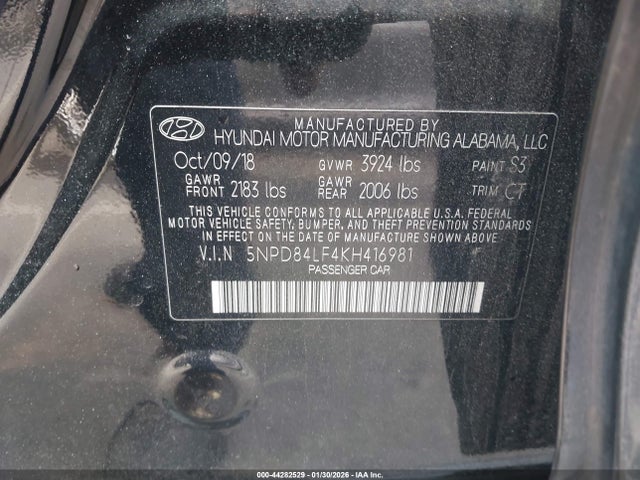 MANUFACTURED BY
HYUNDAI MOTOR MANUFACTURING ALABAMA, LLC
Oct/09/18 GVWR 3924 lbs PAINT S3
GAWR FRONT 2183 lbs GAWR REAR 2006 lbs TRIM CT
THIS VEHICLE CONFORMS TO ALL APPLICABLE U.S.A. FEDERAL
MOTOR VEHICLE SAFETY, BUMPER, AND THEFT PREVENTION STANDARDS
IN EFFECT ON THE DATE OF MANUFACTURE SHOWN ABOVE.
V.I.N 5NPD84LF4KH416981
PASSENGER CAR
000-44282529 - 01/30/2026 - IAA Inc.